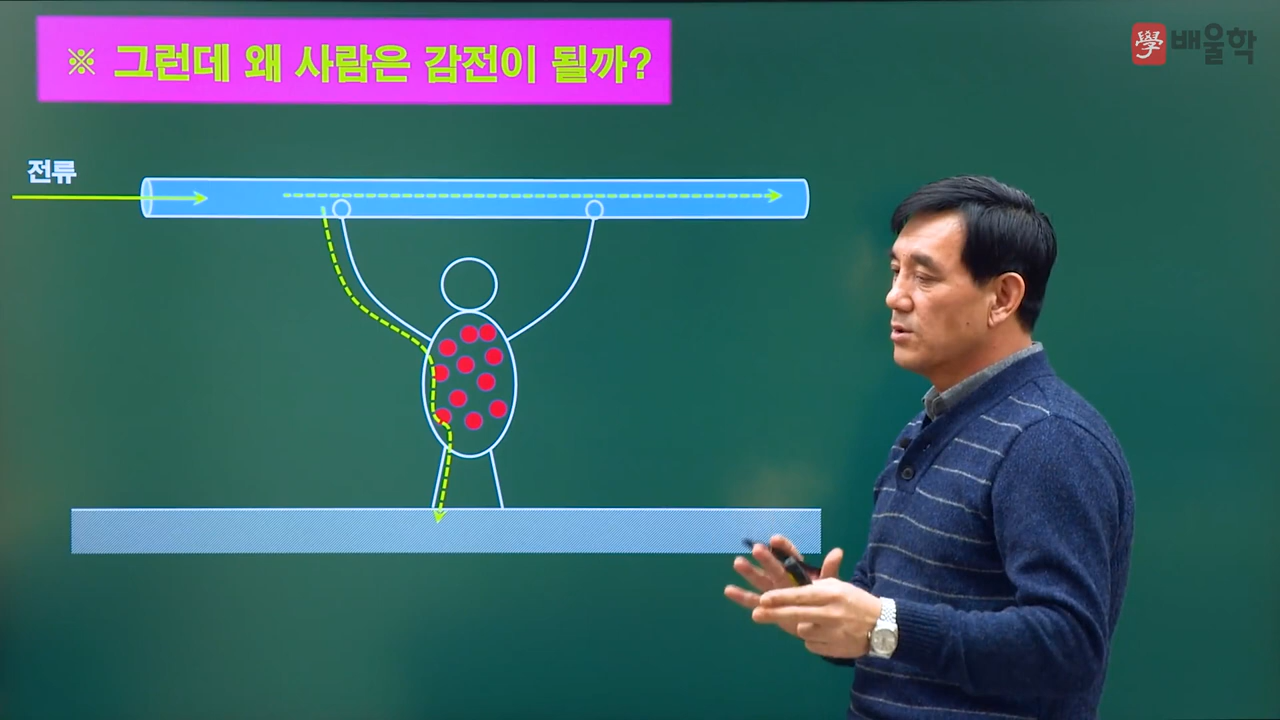 ※ 그런데 왜 사람은 감전이 될까?
學 배울학
전류